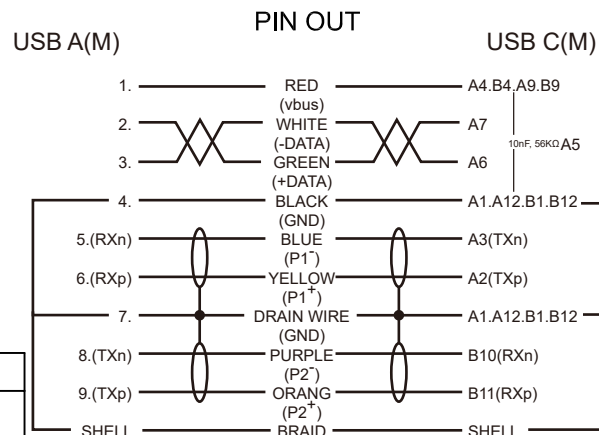 PIN OUT
USB A(M) USB C(M)
1. RED A4.B4.A9.B9
(vbus)
2. WHITE A7
(-DATA) 10nF, 56KΩ A5
3. GREEN A6
(+DATA)
4. BLACK A1.A12.B1.B12
(GND)
5.(RXn) BLUE A3(TXn)
(P1-)
6.(RXp) YELLOW A2(TXp)
(P1+)
7. DRAIN WIRE A1.A12.B1.B12
(GND)
8.(TXn) PURPLE B10(RXn)
(P2-)
9.(TXp) ORANG B11(RXp)
(P2+)
SHELL BRAID SHELL